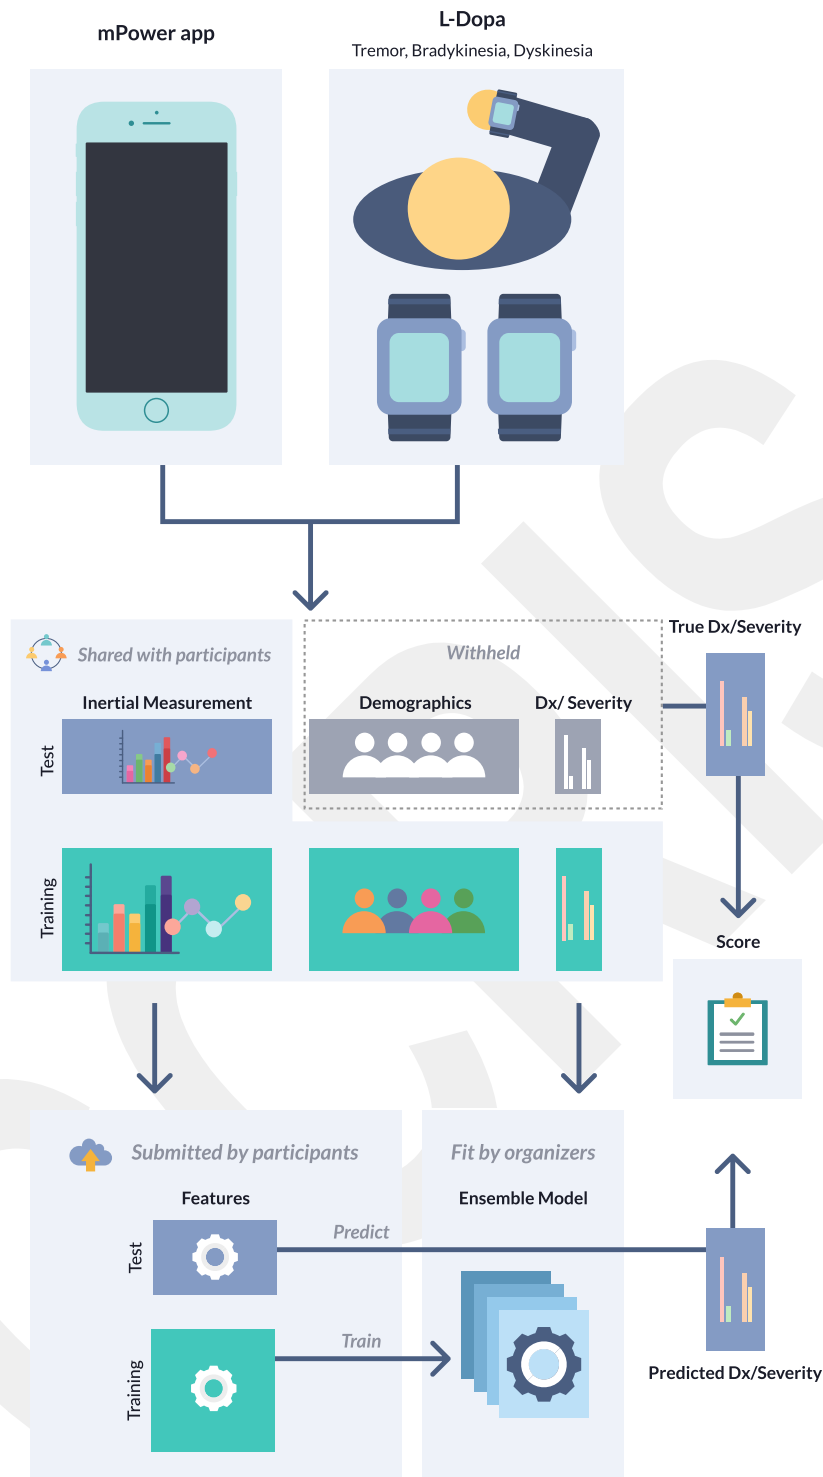 mPower app
L-Dopa
Tremor, Bradykinesia, Dyskinesia
Shared with participants
Withheld
True Dx/Severity
Inertial Measurement
Demographics
Dx/ Severity
Test
Training
Score
Submitted by participants
Fit by organizers
Features
Ensemble Model
Test
Predict
Train
Training
Predicted Dx/Severity